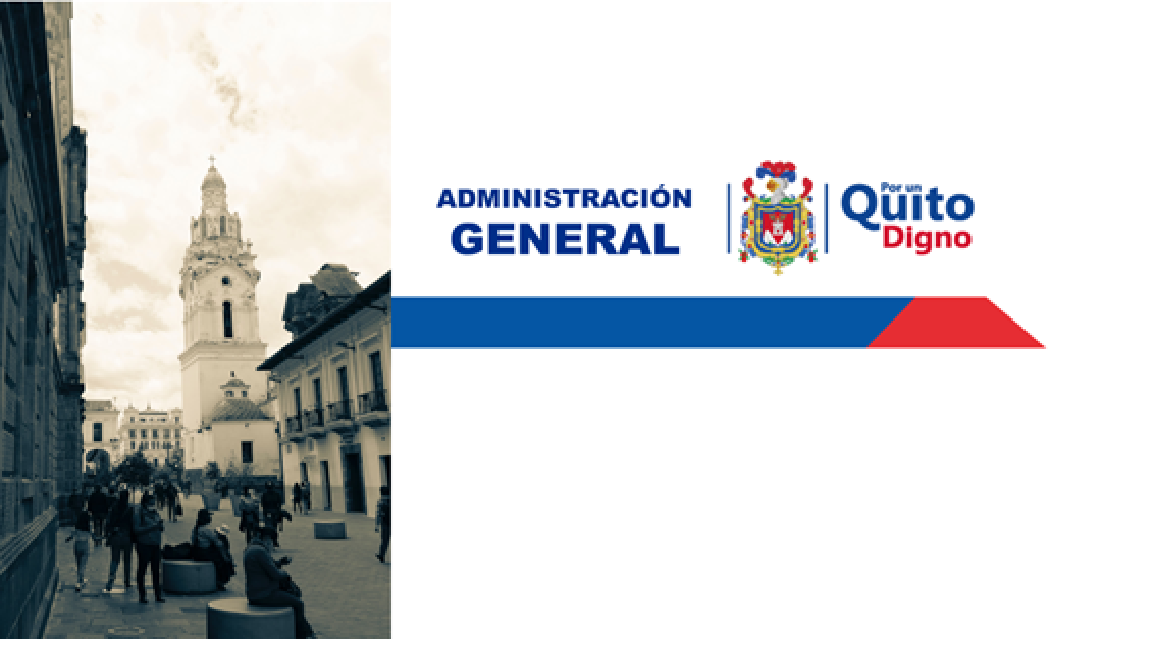 ADMINISTRACIÓN
GENERAL
Por un
Quito
Digno